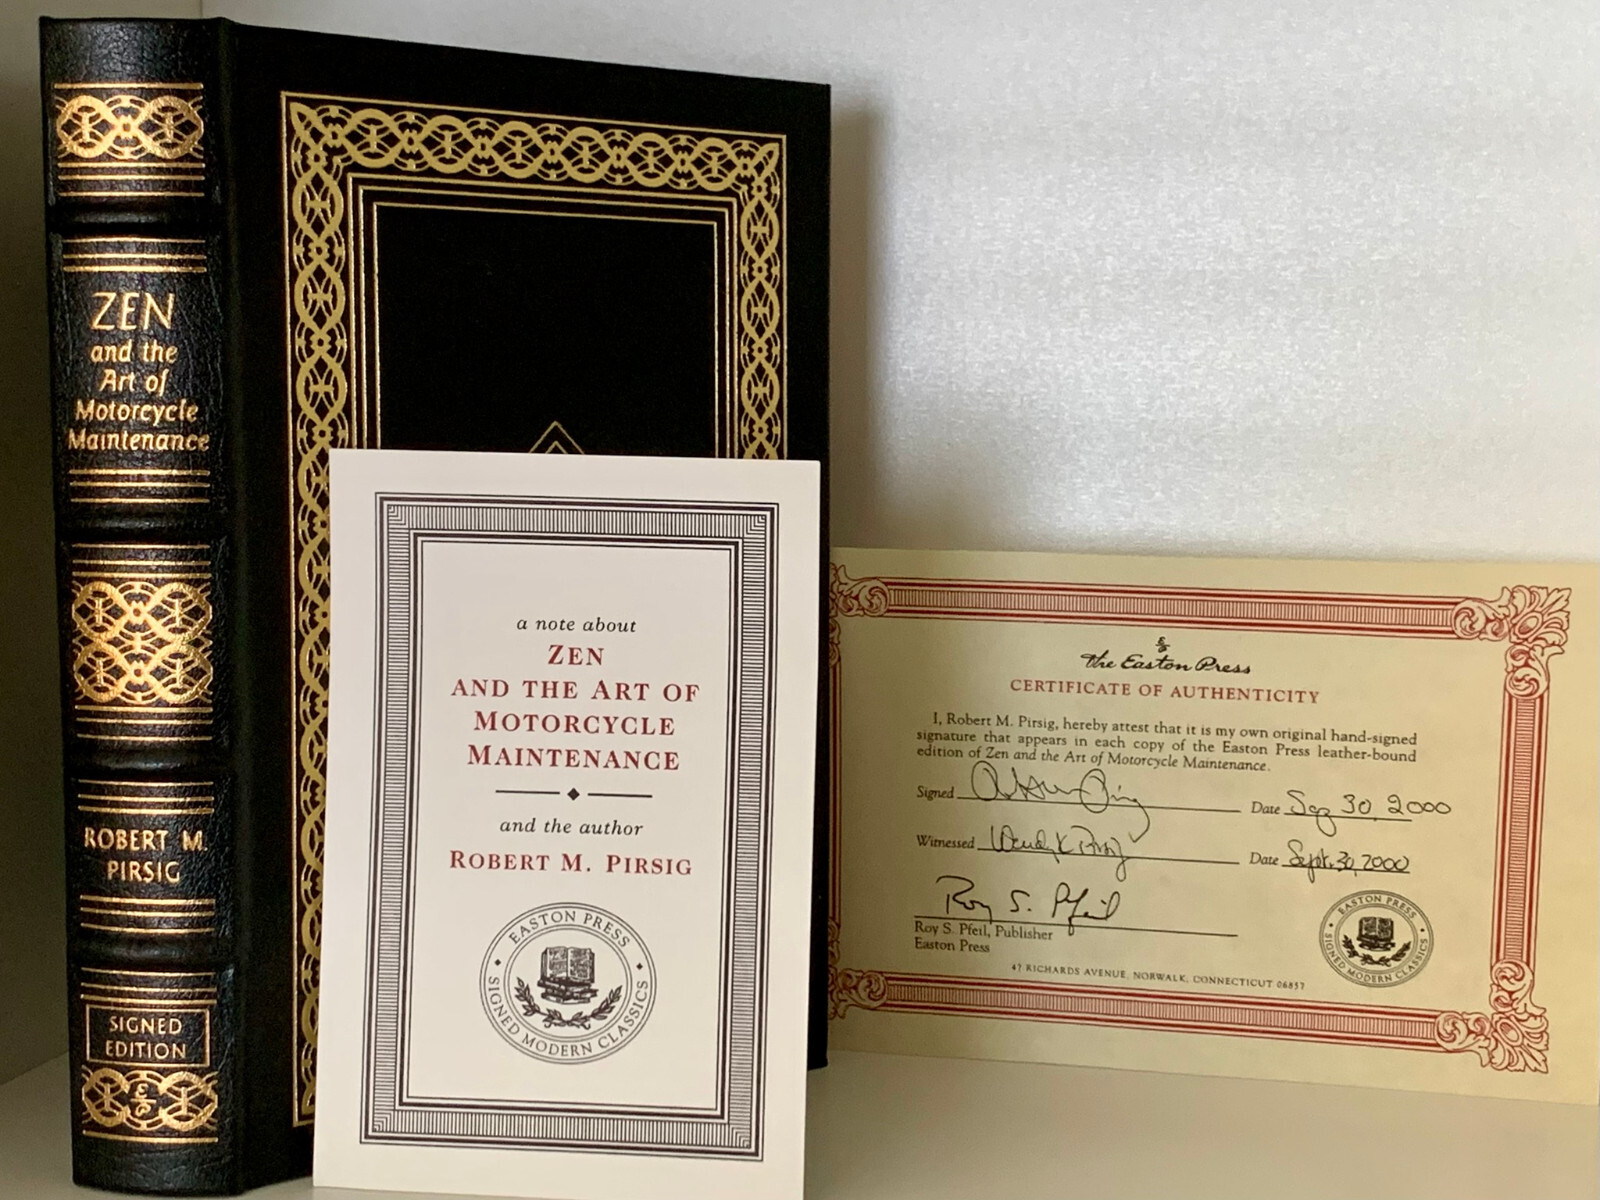 ZEN
and the
Art of
Motorcycle
Maintenance
ROBERT M.
PIRSIG
SIGNED
EDITION
a note about
ZEN
AND THE ART OF
MOTORCYCLE
MAINTENANCE
and the author
ROBERT M. PIRSIG
EASTON PRESS
SIGNED MODERN CLASSICS
The Easton Press
CERTIFICATE OF AUTHENTICITY
I, Robert M. Pirsig, hereby attest that it is my own original hand-signed
signature that appears in each copy of the Easton Press leather-bound
edition of Zen and the Art of Motorcycle Maintenance.
Signed Date Sep 30, 2000
Witnessed Wendy K Pirsig Date Sept. 30, 2000
Roy S. Pfeil
Roy S. Pfeil, Publisher
Easton Press
47 RICHARDS AVENUE, NORWALK, CONNECTICUT 06857
EASTON PRESS
SIGNED MODERN CLASSICS